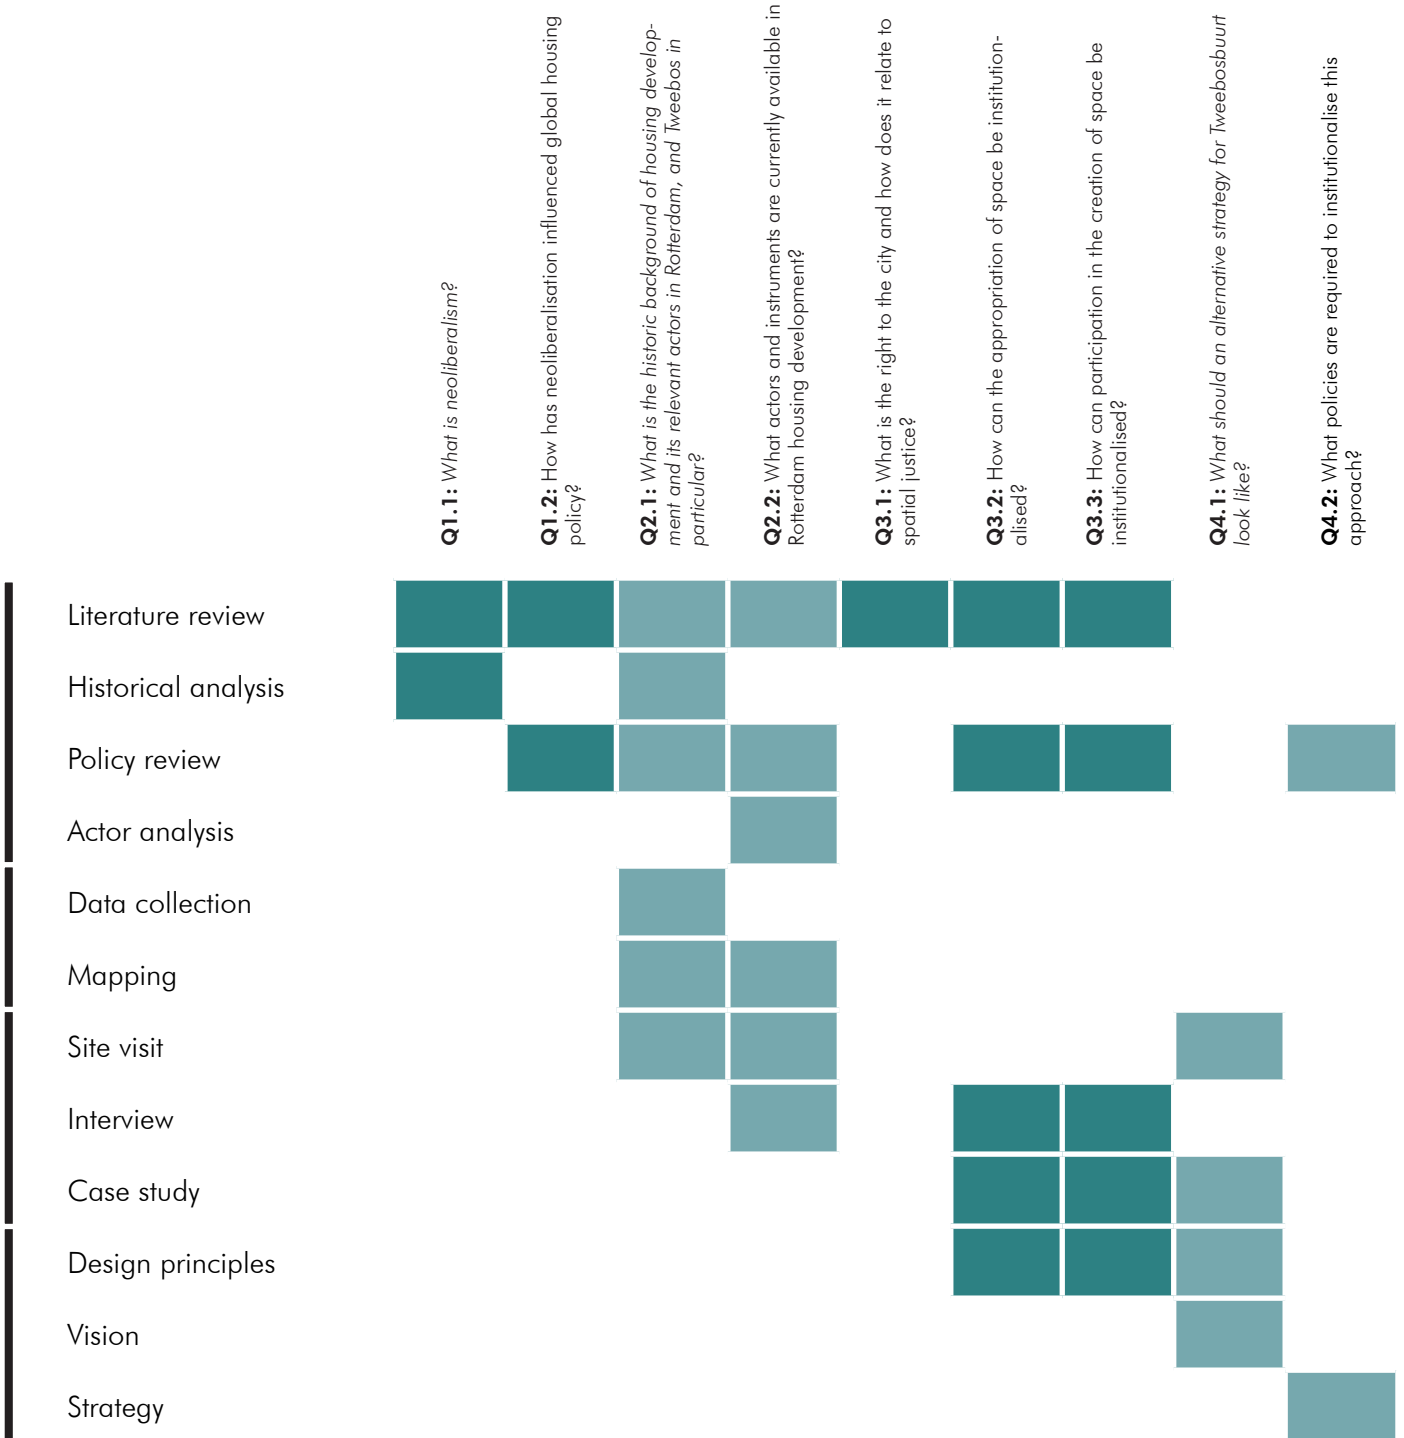 Q1.1: What is neoliberalism?
Q1.2: How has neoliberalisation influenced global housing
policy?
Q2.1: What is the historic background of housing develop-
ment and its relevant actors in Rotterdam, and Tweebos in
particular?
Q2.2: What actors and instruments are currently available in
Rotterdam housing development?
Q3.1: What is the right to the city and how does it relate to
spatial justice?
Q3.2: How can the appropriation of space be institution-
alised?
Q3.3: How can participation in the creation of space be
institutionalised?
Q4.1: What should an alternative strategy for Tweebosbuurt
look like?
Q4.2: What policies are required to institutionalise this
approach?
Literature review
Historical analysis
Policy review
Actor analysis
Data collection
Mapping
Site visit
Interview
Case study
Design principles
Vision
Strategy